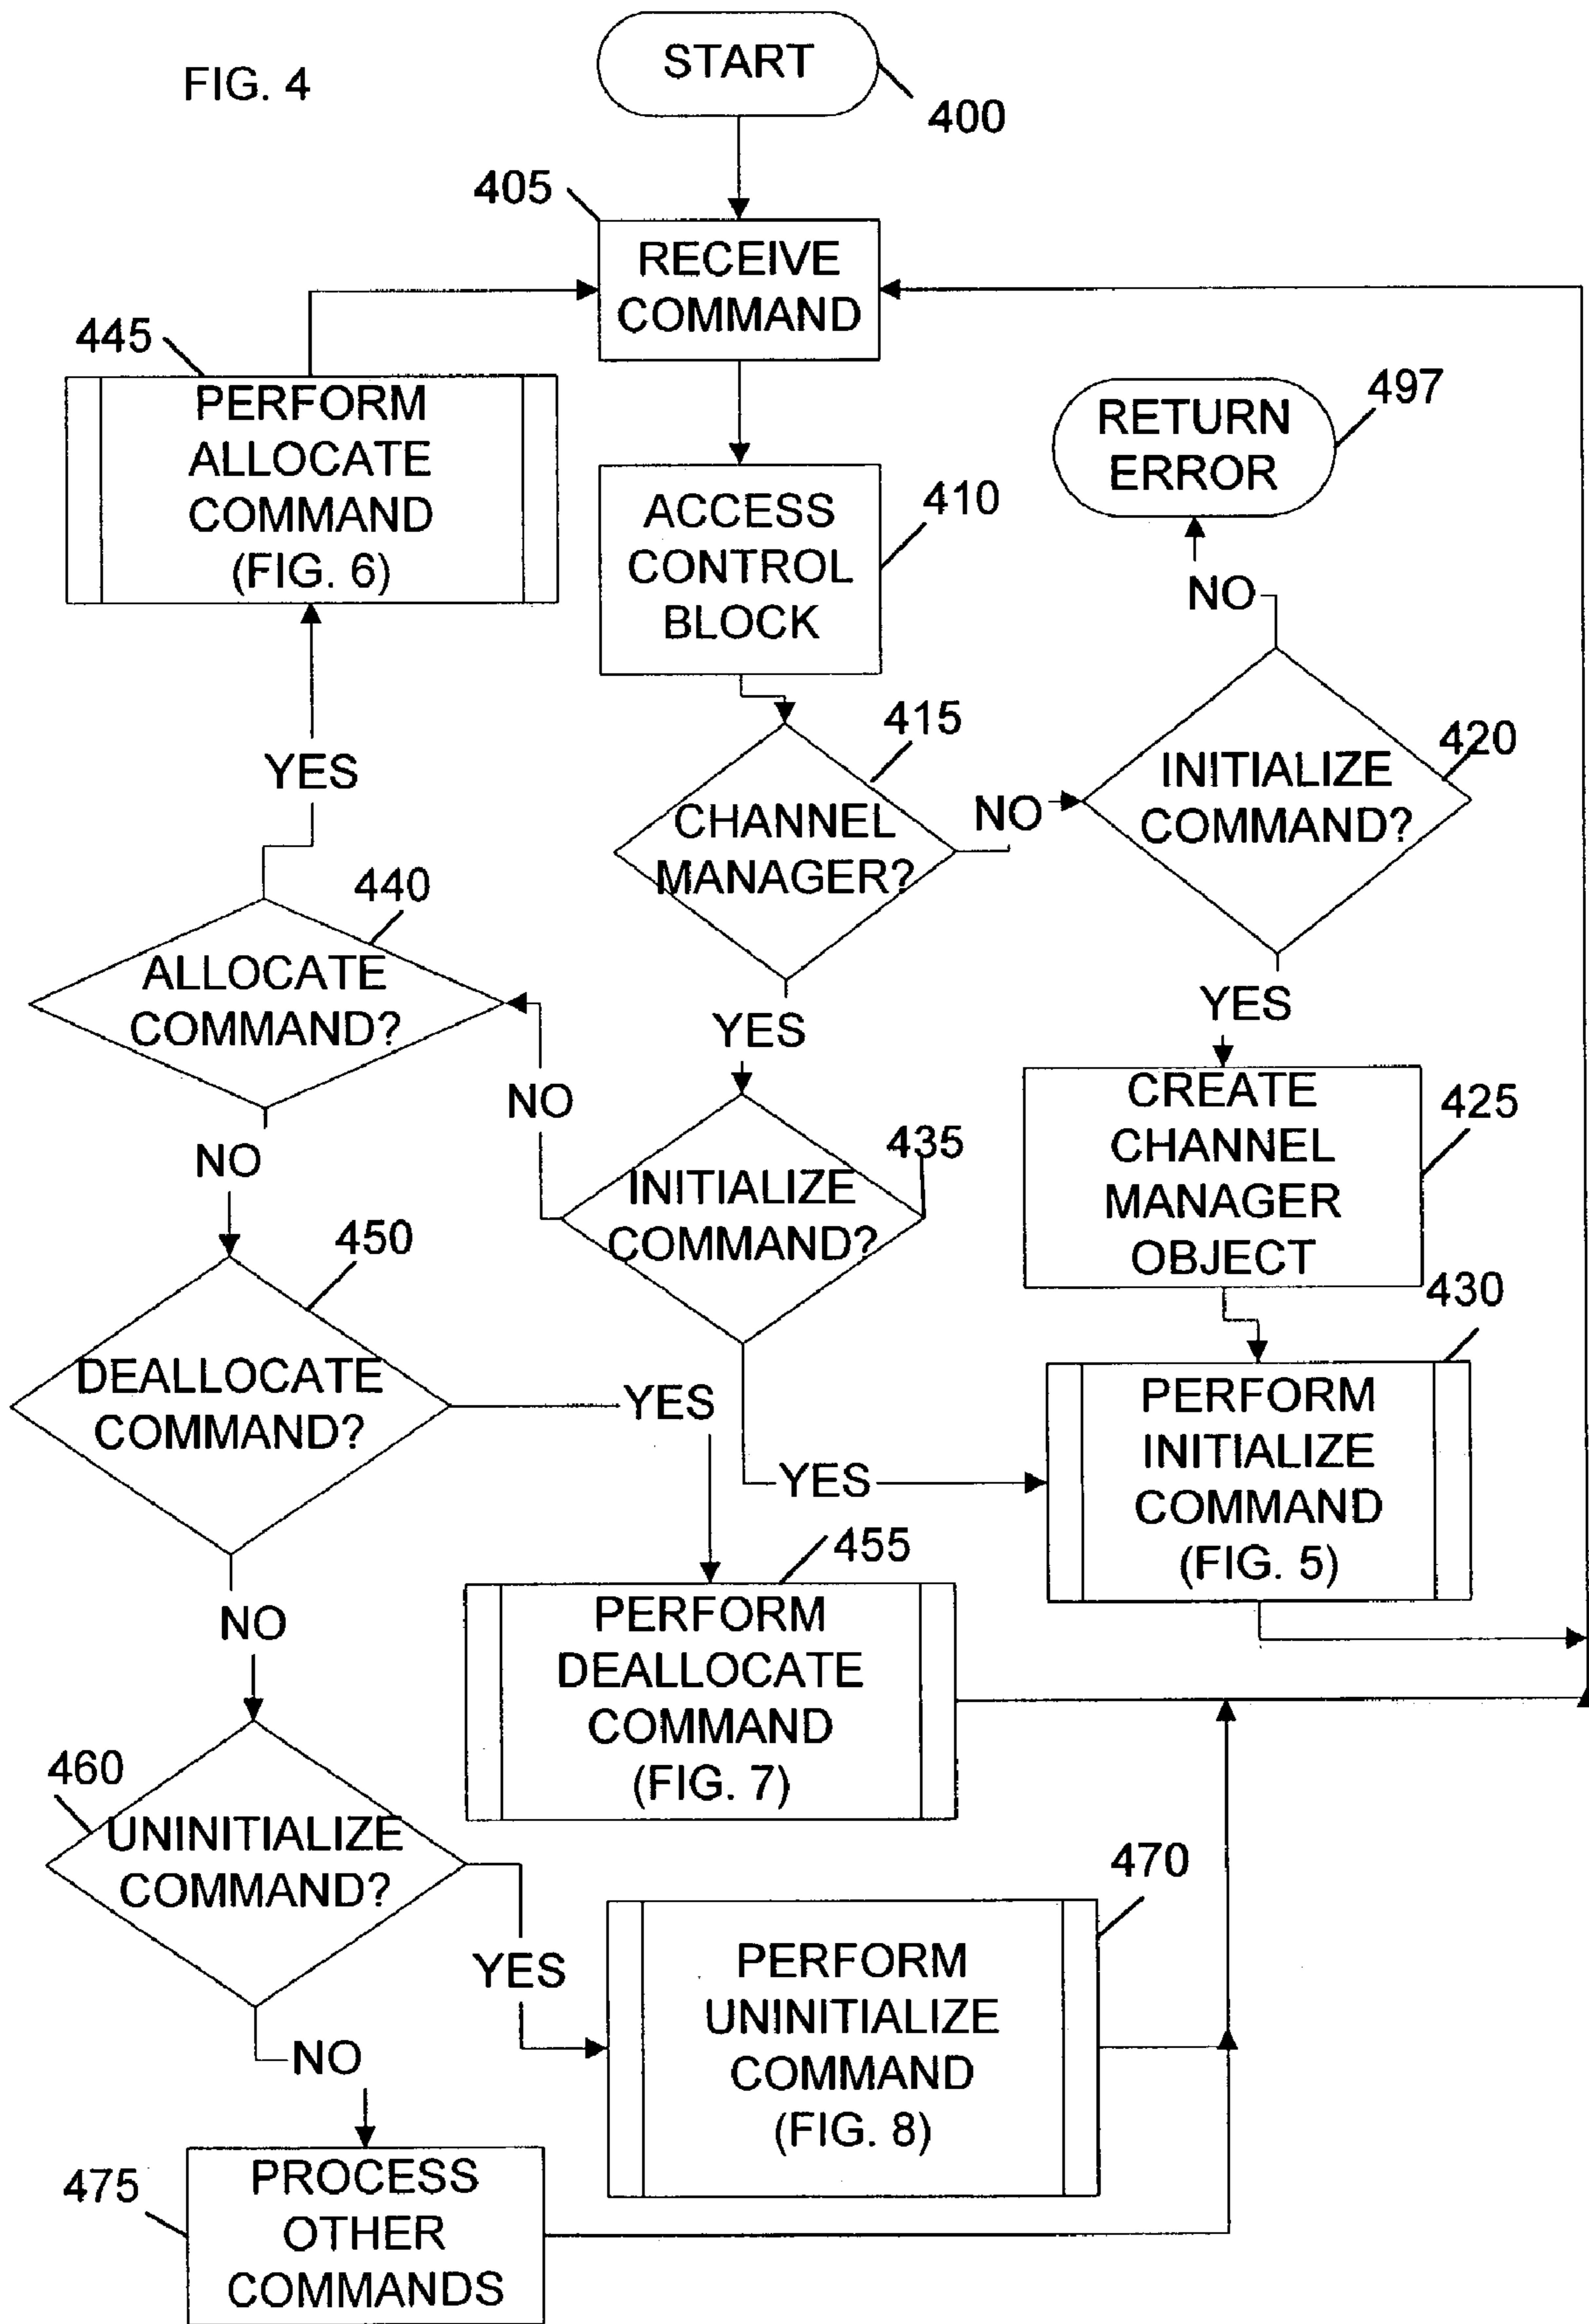 FIG. 4
START
400
405
RECEIVE
COMMAND
445
PERFORM
ALLOCATE
COMMAND
(FIG. 6)
497
RETURN
ERROR
410
ACCESS
CONTROL
BLOCK
NO
415
CHANNEL
MANAGER?
NO
420
INITIALIZE
COMMAND?
YES
440
ALLOCATE
COMMAND?
YES
YES
NO
NO
435
INITIALIZE
COMMAND?
425
CREATE
CHANNEL
MANAGER
OBJECT
450
DEALLOCATE
COMMAND?
YES
YES
430
PERFORM
INITIALIZE
COMMAND
(FIG. 5)
NO
455
PERFORM
DEALLOCATE
COMMAND
(FIG. 7)
460
UNINITIALIZE
COMMAND?
YES
470
PERFORM
UNINITIALIZE
COMMAND
(FIG. 8)
NO
475
PROCESS
OTHER
COMMANDS